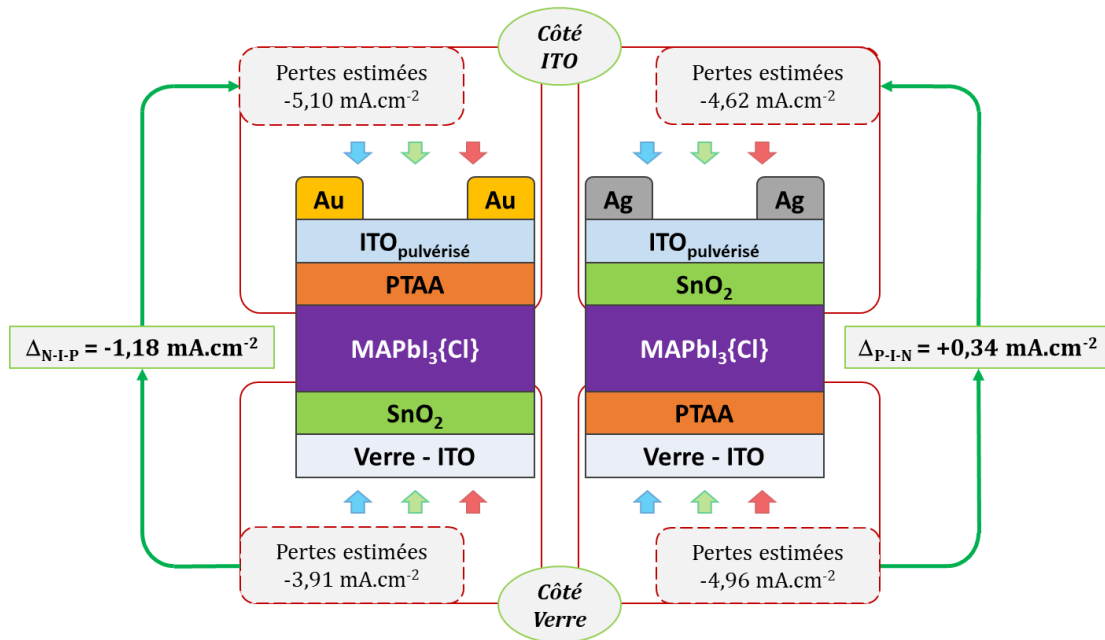 Côté
ITO
Pertes estimées
-5,10 mA.cm-2
Pertes estimées
-4,62 mA.cm-2
Au
Au
ITOpulvérisé
PTAA
MAPbI3{Cl}
SnO2
Verre - ITO
Ag
Ag
ITOpulvérisé
SnO2
MAPbI3{Cl}
PTAA
Verre - ITO
ΔN-I-P = -1,18 mA.cm-2
ΔP-I-N = +0,34 mA.cm-2
Pertes estimées
-3,91 mA.cm-2
Pertes estimées
-4,96 mA.cm-2
Côté
Verre